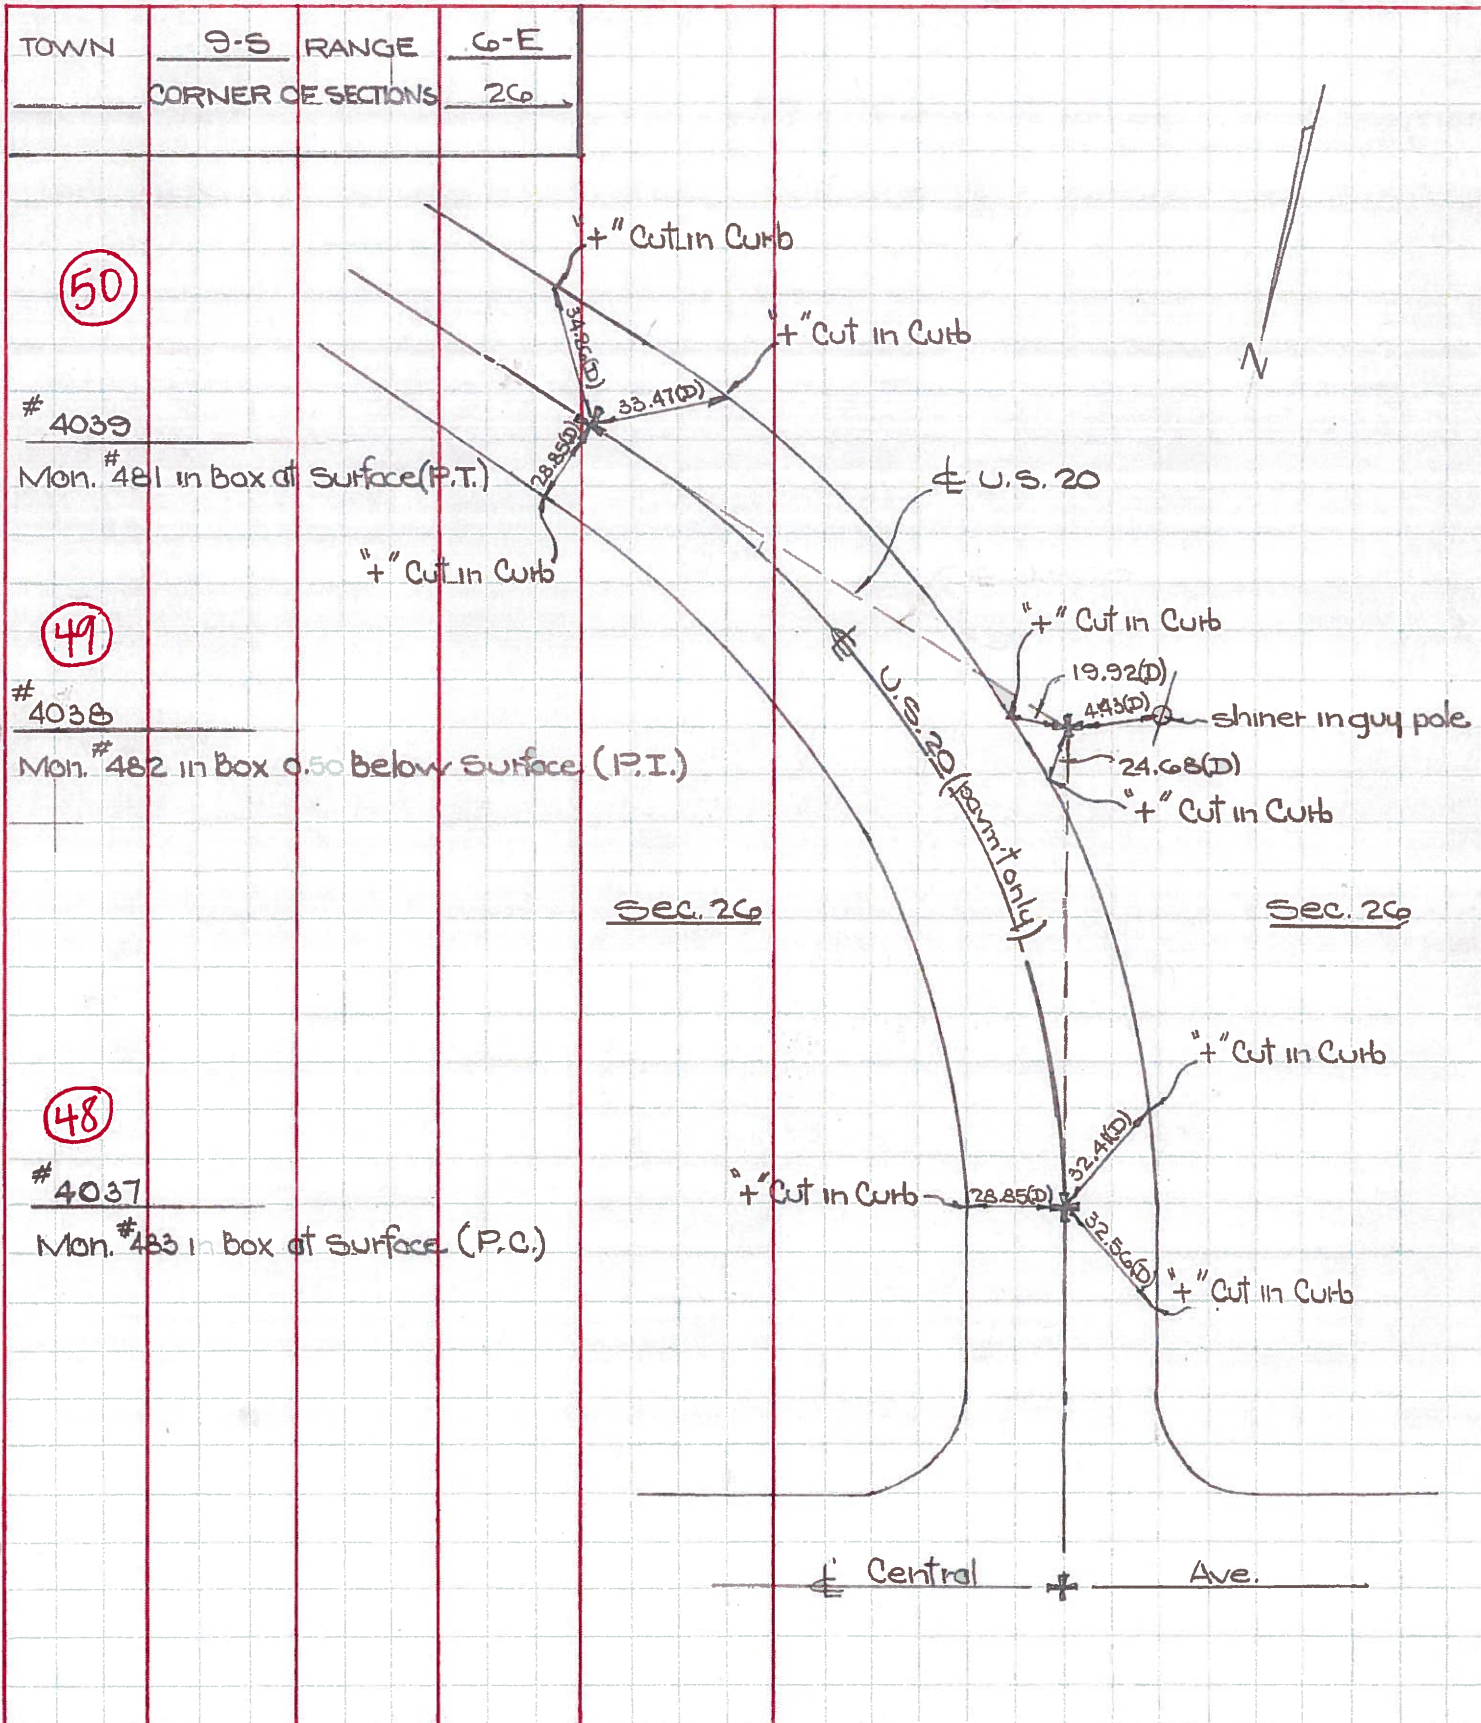 TOWN 9-S RANGE 6-E
CORNER OF SECTIONS 26
"+" Cut in Curb
50
34.26(D)
"+" Cut in Curb
N
33.47(D)
# 4039
28.85(D)
Mon. #481 in Box at Surface (P.T.)
℄ U.S. 20
"+" Cut in Curb
49
"+" Cut in Curb
19.92(D)
# 4038
4.43(D)
shiner in guy pole
Mon. #482 in Box 0.50 Below Surface (P.I.)
24.68(D)
"+" Cut in Curb
℄ U.S. 20 (pavm't only)
Sec. 26
Sec. 26
"+" Cut in Curb
48
32.41(D)
# 4037
"+" Cut in Curb
28.85(D)
Mon. #483 in Box at Surface (P.C.)
32.56(D)
"+" Cut in Curb
℄ Central Ave.